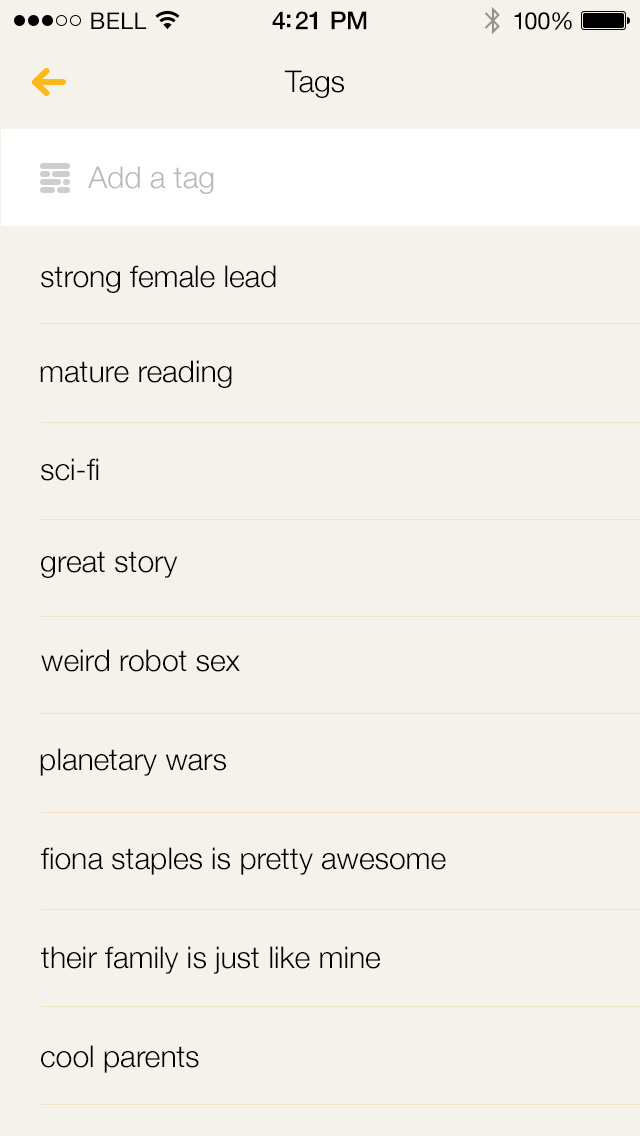 BELL 4:21 PM 100%
Tags
Add a tag
strong female lead
mature reading
sci-fi
great story
weird robot sex
planetary wars
fiona staples is pretty awesome
their family is just like mine
cool parents